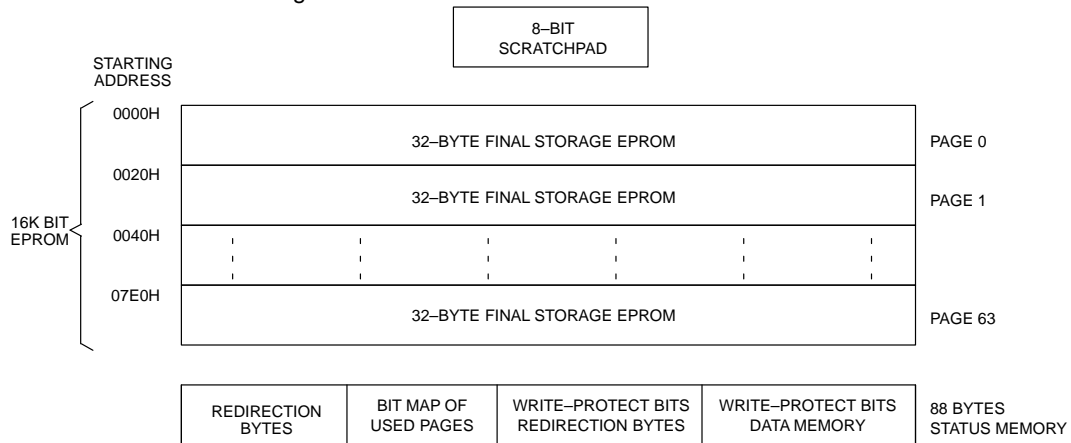 8–BIT
SCRATCHPAD
STARTING
ADDRESS
0000H
32–BYTE FINAL STORAGE EPROM
PAGE 0
0020H
32–BYTE FINAL STORAGE EPROM
PAGE 1
16K BIT
EPROM
0040H
07E0H
32–BYTE FINAL STORAGE EPROM
PAGE 63
REDIRECTION
BYTES
BIT MAP OF
USED PAGES
WRITE–PROTECT BITS
REDIRECTION BYTES
WRITE–PROTECT BITS
DATA MEMORY
88 BYTES
STATUS MEMORY